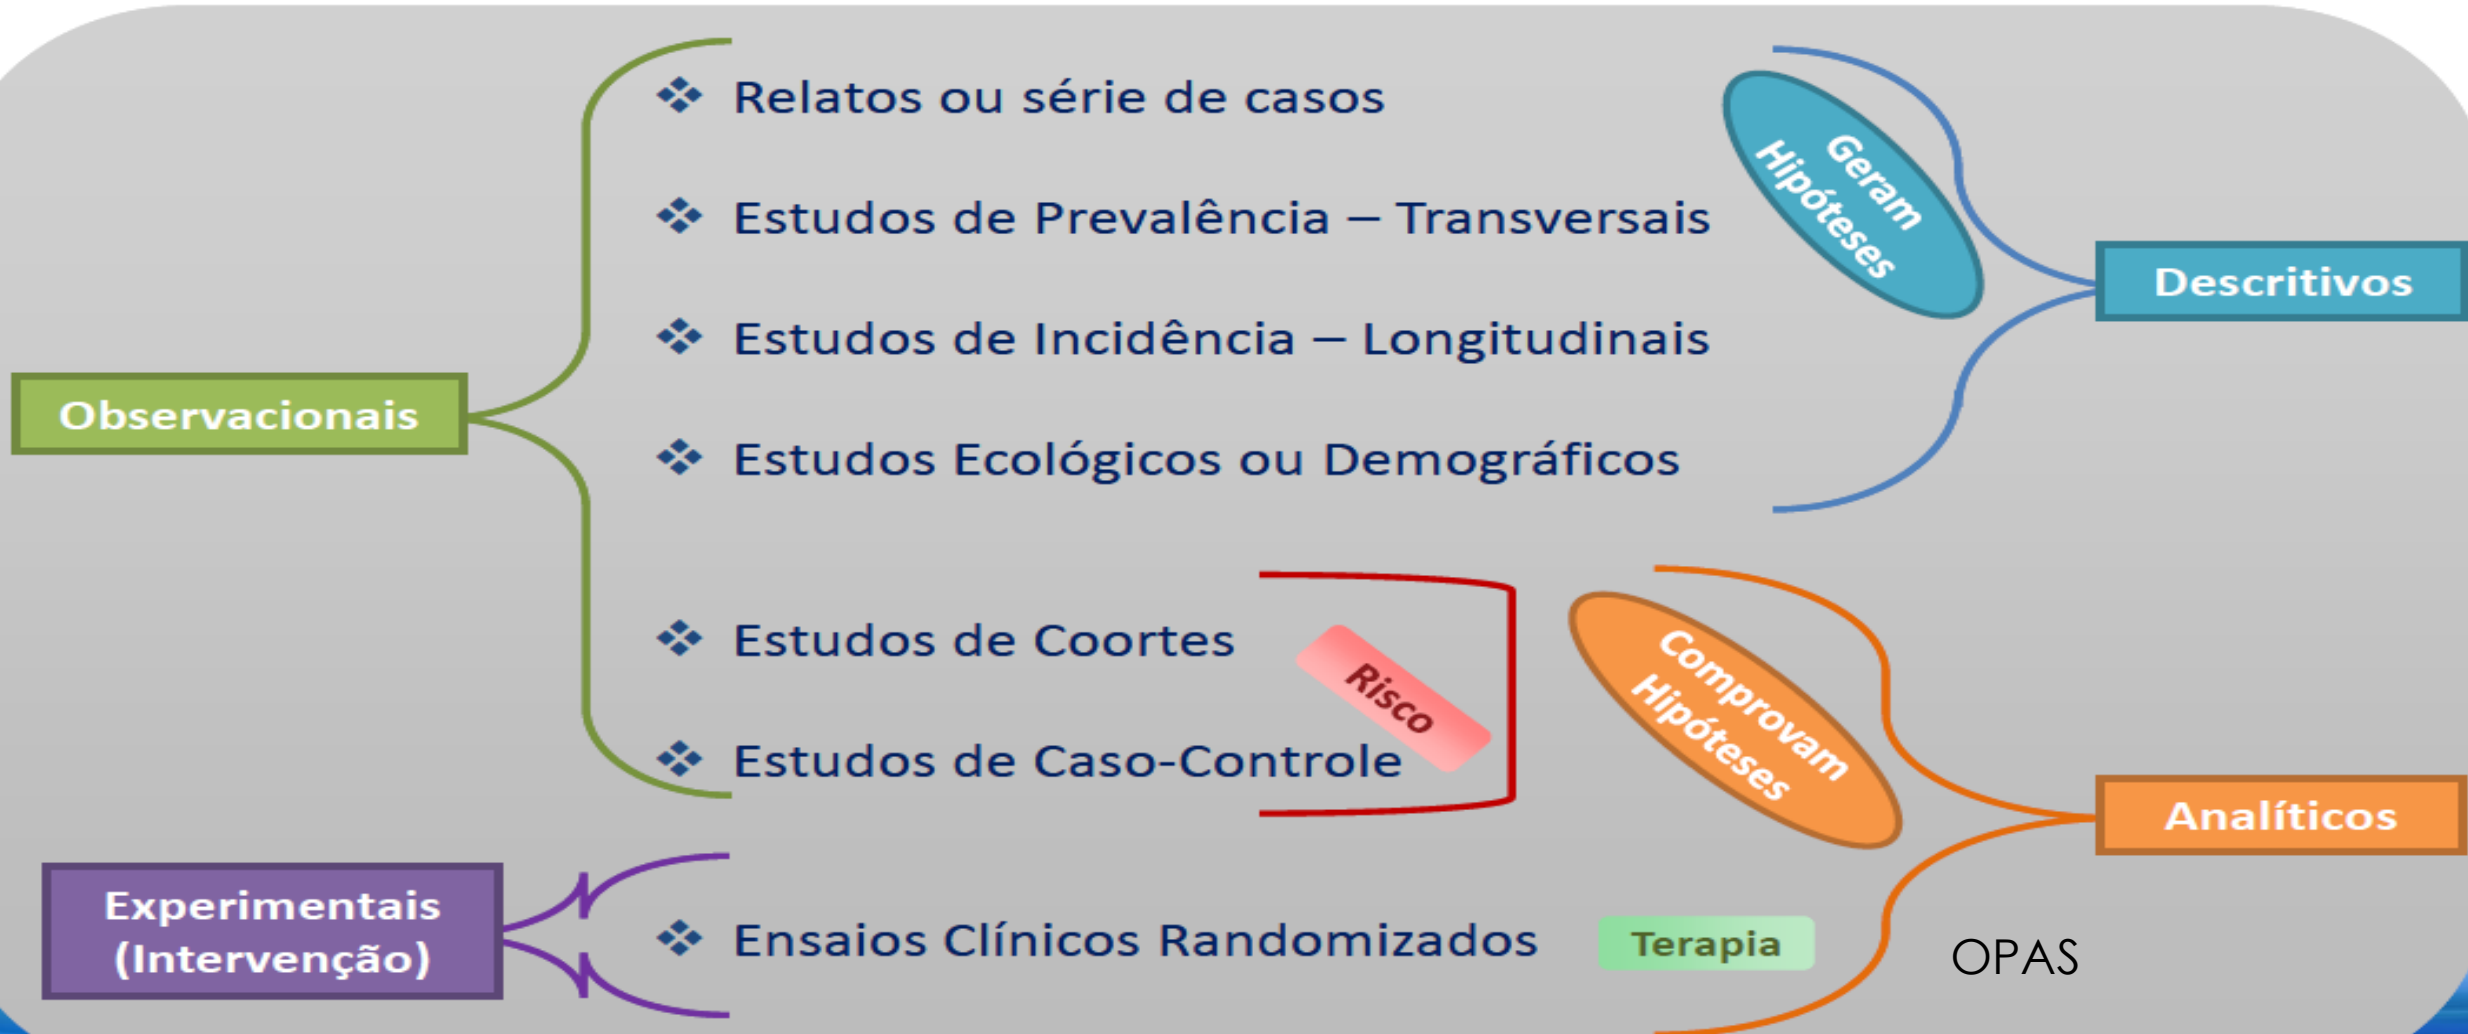 Relatos ou série de casos
Geram
Hipóteses
Estudos de Prevalência – Transversais
Descritivos
Estudos de Incidência – Longitudinais
Observacionais
Estudos Ecológicos ou Demográficos
Estudos de Coortes
Risco
Comprovam
Hipóteses
Estudos de Caso-Controle
Analíticos
Experimentais
(Intervenção)
Ensaios Clínicos Randomizados
Terapia
OPAS